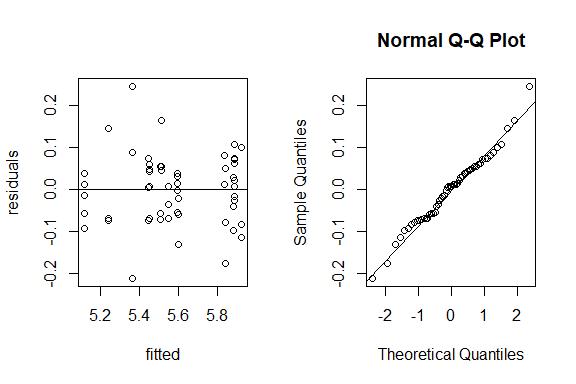 Normal Q-Q Plot
residuals
0.2
0.1
0.0
-0.1
-0.2
5.2 5.4 5.6 5.8
fitted
Sample Quantiles
0.2
0.1
0.0
-0.1
-0.2
-2 -1 0 1 2
Theoretical Quantiles